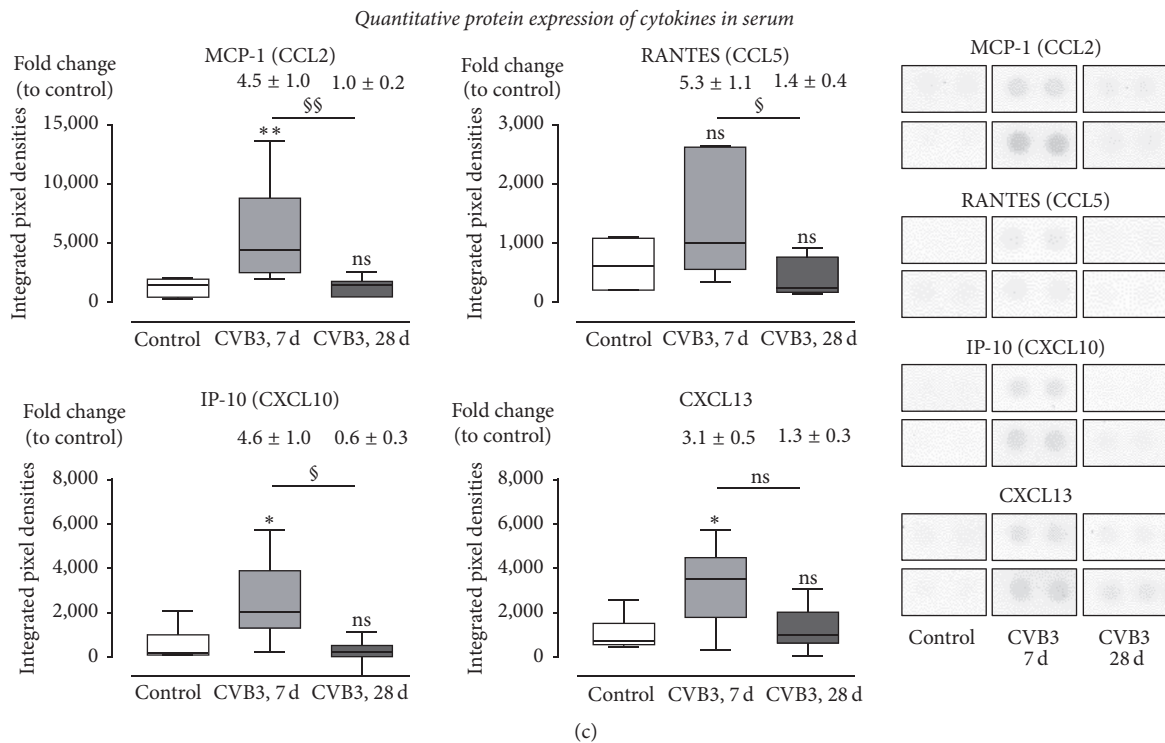 Quantitative protein expression of cytokines in serum
MCP-1 (CCL2)
Fold change
(to control)
4.5 ± 1.0
1.0 ± 0.2
§§
**
ns
Integrated pixel densities
15,000
10,000
5,000
0
Control
CVB3, 7 d
CVB3, 28 d
RANTES (CCL5)
Fold change
(to control)
5.3 ± 1.1
1.4 ± 0.4
§
ns
ns
Integrated pixel densities
3,000
2,000
1,000
0
Control
CVB3, 7 d
CVB3, 28 d
IP-10 (CXCL10)
Fold change
(to control)
4.6 ± 1.0
0.6 ± 0.3
§
*
ns
Integrated pixel densities
8,000
6,000
4,000
2,000
0
Control
CVB3, 7 d
CVB3, 28 d
CXCL13
Fold change
(to control)
3.1 ± 0.5
1.3 ± 0.3
ns
*
ns
Integrated pixel densities
8,000
6,000
4,000
2,000
0
Control
CVB3, 7 d
CVB3, 28 d
MCP-1 (CCL2)
RANTES (CCL5)
IP-10 (CXCL10)
CXCL13
Control
CVB3
7 d
CVB3
28 d
(c)